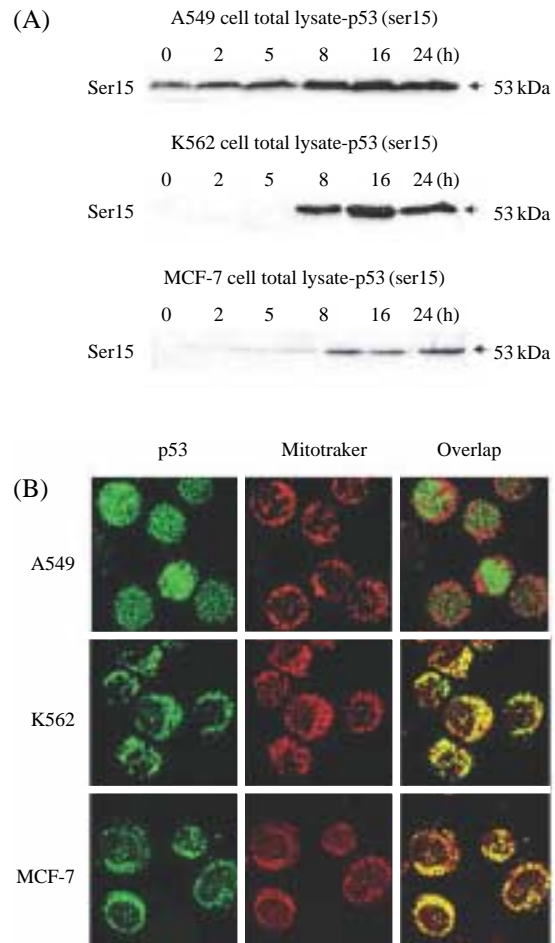 (A)
A549 cell total lysate-p53 (ser15)
0 2 5 8 16 24 (h)
Ser15 53 kDa
K562 cell total lysate-p53 (ser15)
0 2 5 8 16 24 (h)
Ser15 53 kDa
MCF-7 cell total lysate-p53 (ser15)
0 2 5 8 16 24 (h)
Ser15 53 kDa
p53 Mitotraker Overlap
(B)
A549
K562
MCF-7